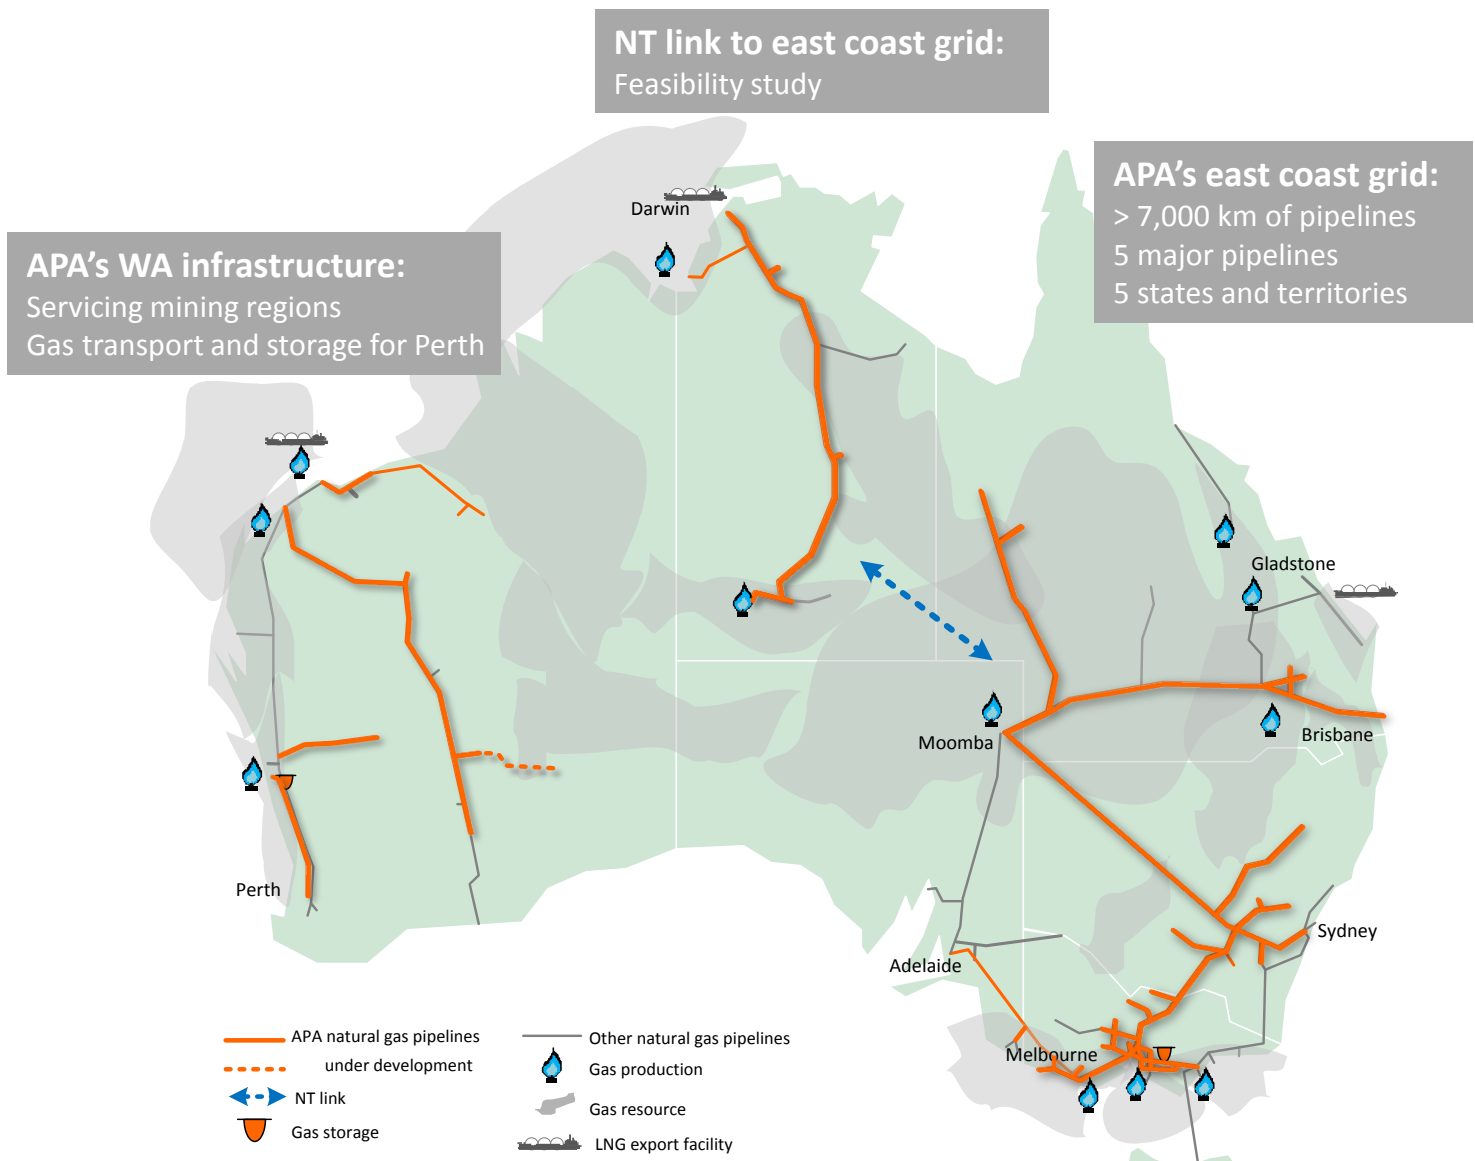 NT link to east coast grid:
Feasibility study
APA's east coast grid:
> 7,000 km of pipelines
5 major pipelines
5 states and territories
APA's WA infrastructure:
Servicing mining regions
Gas transport and storage for Perth
Darwin
Gladstone
Moomba
Brisbane
Perth
Sydney
Adelaide
Melbourne
APA natural gas pipelines
under development
NT link
Gas storage
Other natural gas pipelines
Gas production
Gas resource
LNG export facility